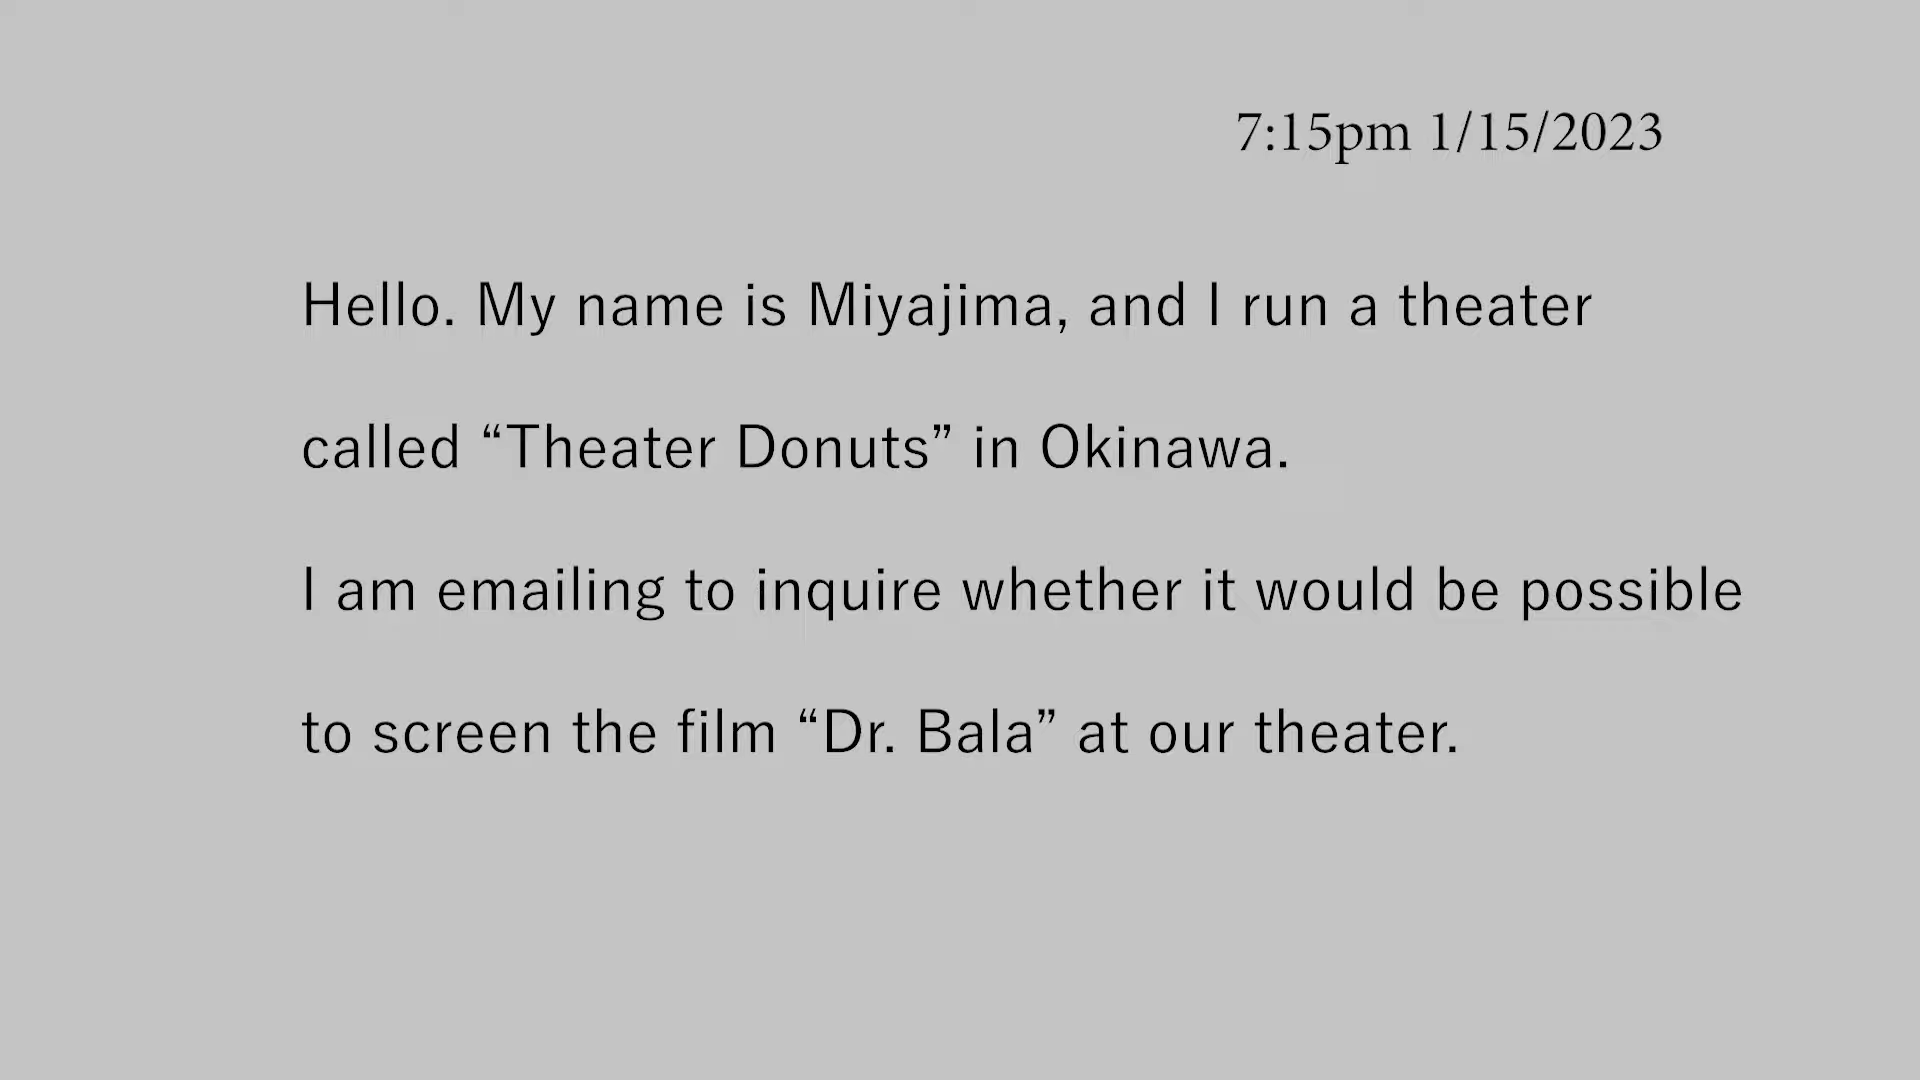 7:15pm 1/15/2023
Hello. My name is Miyajima, and I run a theater
called “Theater Donuts” in Okinawa.
I am emailing to inquire whether it would be possible
to screen the film “Dr. Bala” at our theater.